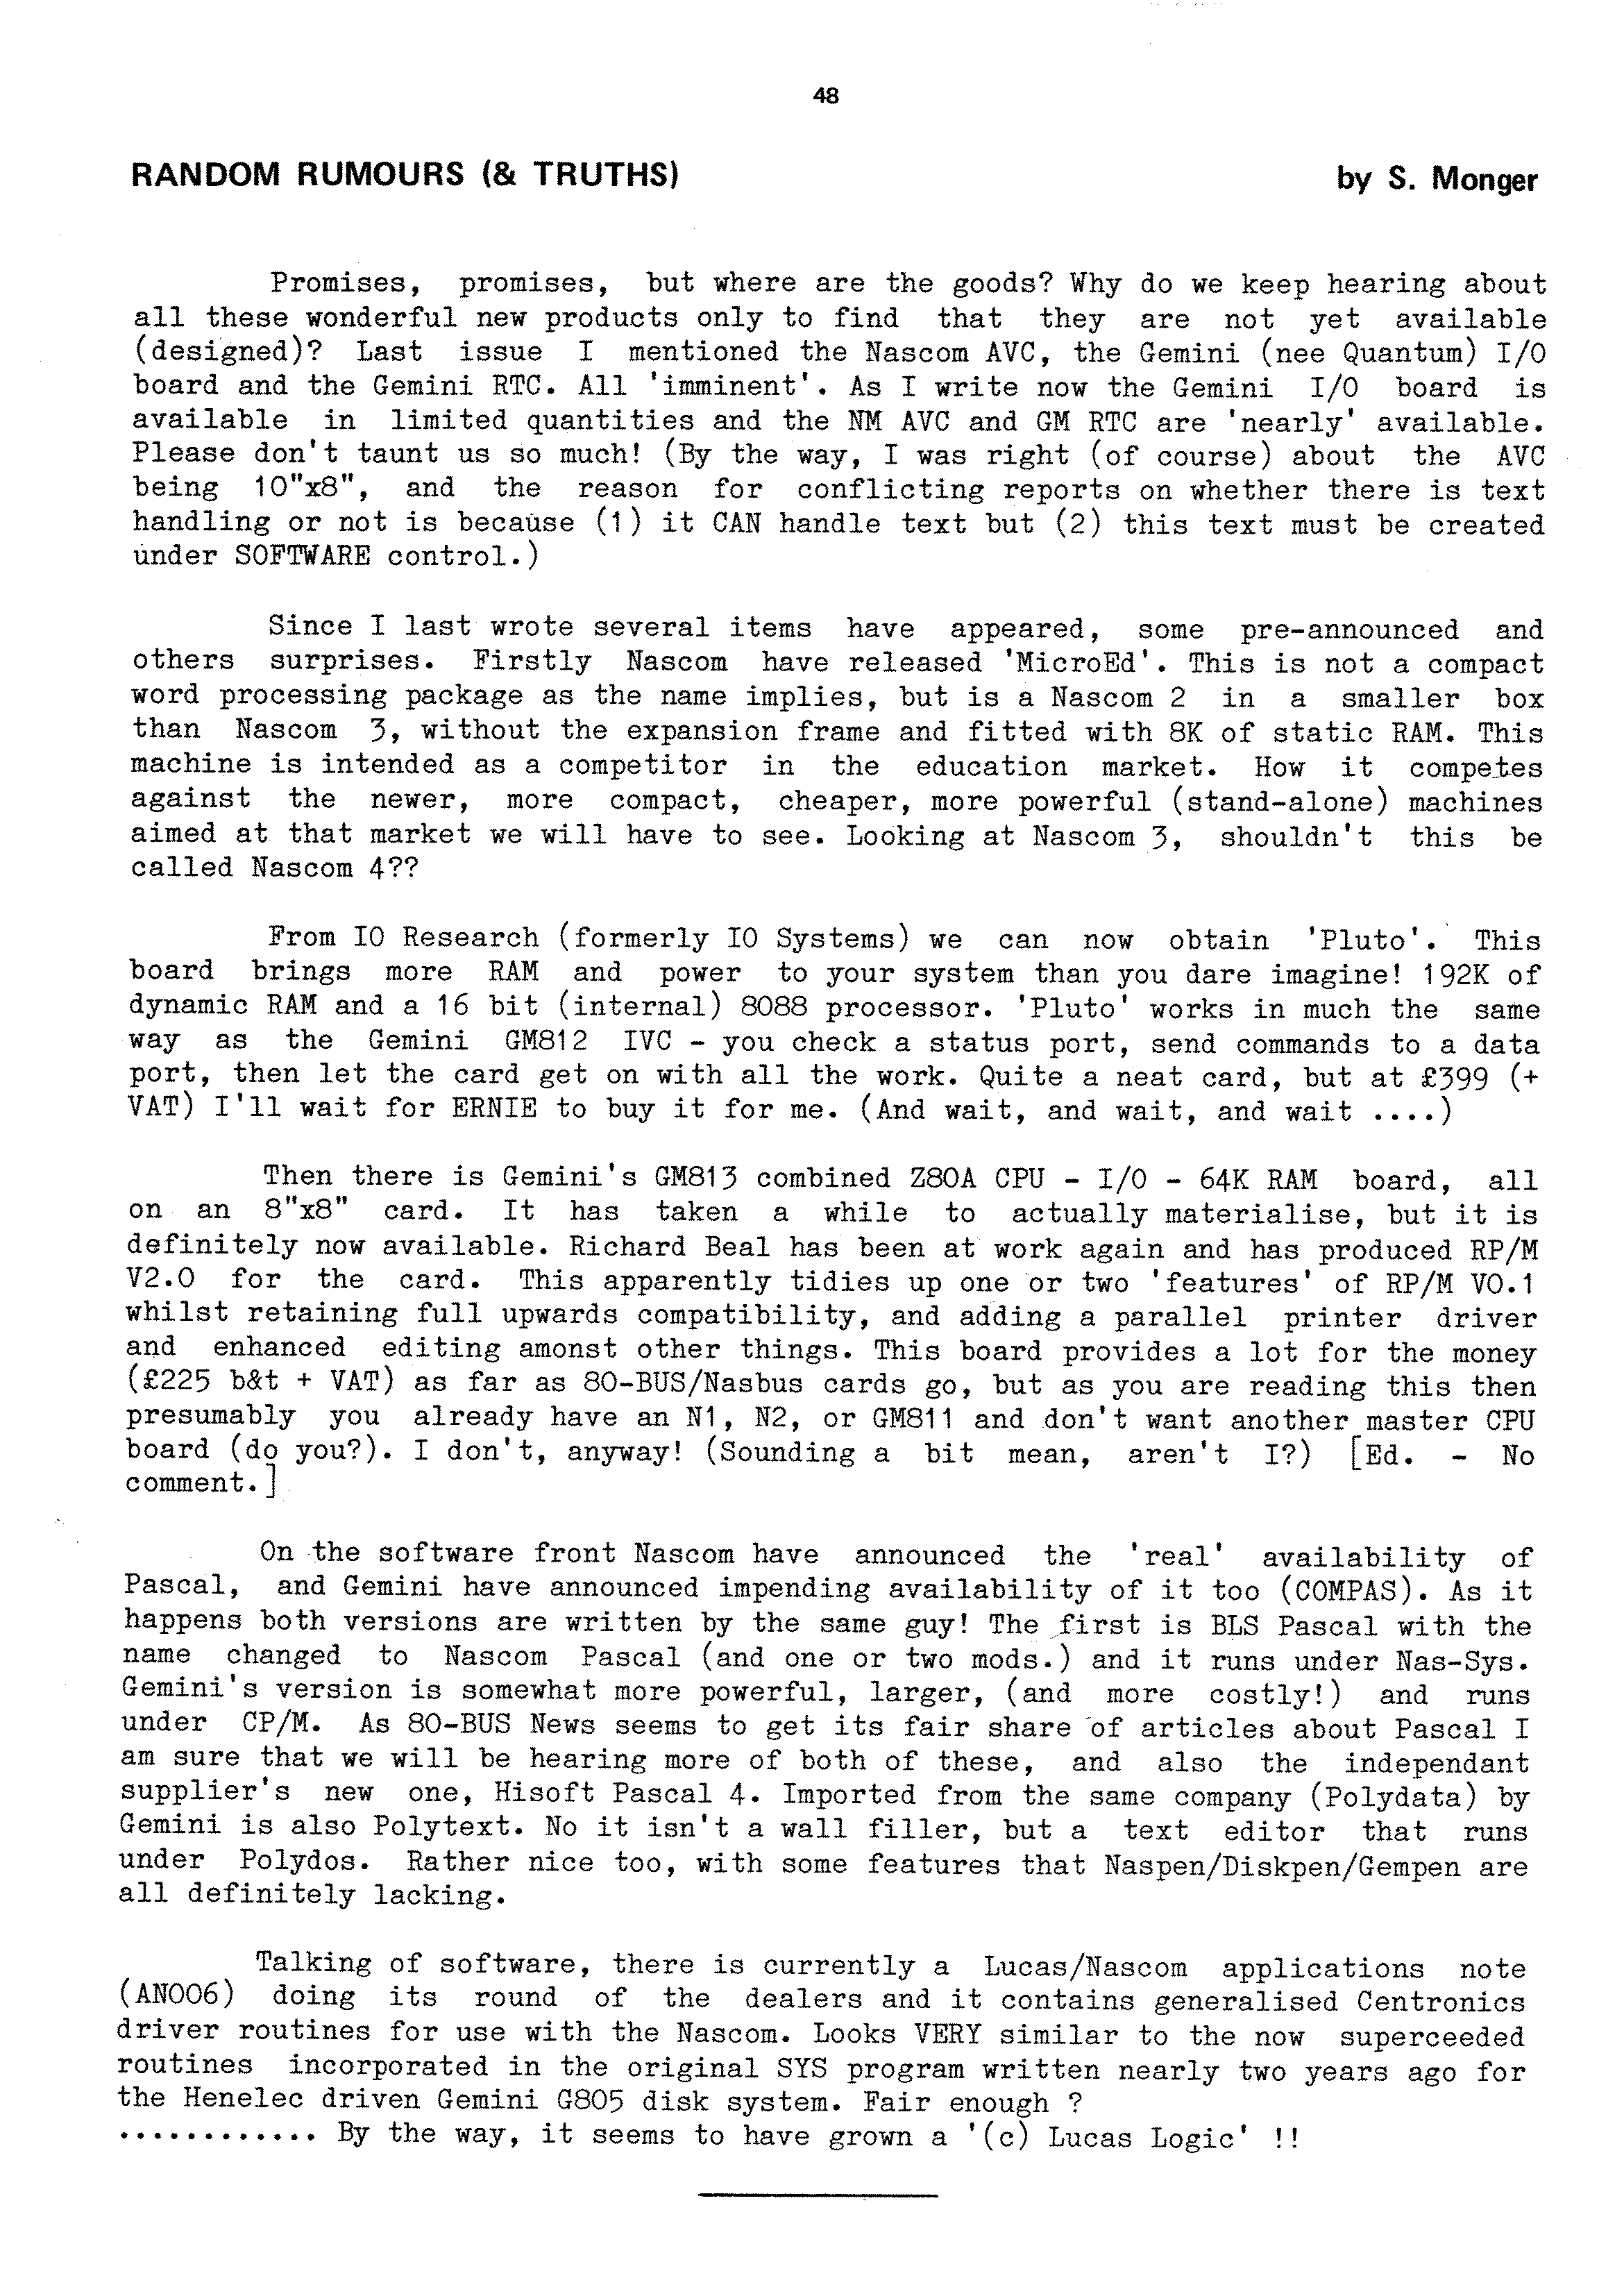 48
RANDOM RUMOURS (& TRUTHS) by S. Monger
Promises, promises, but where are the goods? Why do we keep hearing about
all these wonderful new products only to find that they are not yet available
(designed)? Last issue I mentioned the Nascom AVC, the Gemini (nee Quantum) I/O
board and the Gemini RTC. All 'imminent'. As I write now the Gemini I/O board is
available in limited quantities and the NM AVC and GM RTC are 'nearly' available.
Please don't taunt us so much! (By the way, I was right (of course) about the AVC
being 10"x8", and the reason for conflicting reports on whether there is text
handling or not is because (1) it CAN handle text but (2) this text must be created
under SOFTWARE control.)
Since I last wrote several items have appeared, some pre-announced and
others surprises. Firstly Nascom have released 'MicroEd'. This is not a compact
word processing package as the name implies, but is a Nascom 2 in a smaller box
than Nascom 3, without the expansion frame and fitted with 8K of static RAM. This
machine is intended as a competitor in the education market. How it competes
against the newer, more compact, cheaper, more powerful (stand-alone) machines
aimed at that market we will have to see. Looking at Nascom 3, shouldn't this be
called Nascom 4??
From IO Research (formerly IO Systems) we can now obtain 'Pluto'. This
board brings more RAM and power to your system than you dare imagine! 192K of
dynamic RAM and a 16 bit (internal) 8088 processor. 'Pluto' works in much the same
way as the Gemini GM812 IVC - you check a status port, send commands to a data
port, then let the card get on with all the work. Quite a neat card, but at £399 (+
VAT) I'll wait for ERNIE to buy it for me. (And wait, and wait, and wait ....)
Then there is Gemini's GM813 combined Z80A CPU - I/O - 64K RAM board, all
on an 8"x8" card. It has taken a while to actually materialise, but it is
definitely now available. Richard Beal has been at work again and has produced RP/M
V2.0 for the card. This apparently tidies up one or two 'features' of RP/M V0.1
whilst retaining full upwards compatibility, and adding a parallel printer driver
and enhanced editing amonst other things. This board provides a lot for the money
(£225 b&t + VAT) as far as 80-BUS/Nasbus cards go, but as you are reading this then
presumably you already have an N1, N2, or GM811 and don't want another master CPU
board (do you?). I don't, anyway! (Sounding a bit mean, aren't I?) [Ed. - No
comment.]
On the software front Nascom have announced the 'real' availability of
Pascal, and Gemini have announced impending availability of it too (COMPAS). As it
happens both versions are written by the same guy! The first is BLS Pascal with the
name changed to Nascom Pascal (and one or two mods.) and it runs under Nas-Sys.
Gemini's version is somewhat more powerful, larger, (and more costly!) and runs
under CP/M. As 80-BUS News seems to get its fair share of articles about Pascal I
am sure that we will be hearing more of both of these, and also the independant
supplier's new one, Hisoft Pascal 4. Imported from the same company (Polydata) by
Gemini is also Polytext. No it isn't a wall filler, but a text editor that runs
under Polydos. Rather nice too, with some features that Naspen/Diskpen/Gempen are
all definitely lacking.
Talking of software, there is currently a Lucas/Nascom applications note
(AN006) doing its round of the dealers and it contains generalised Centronics
driver routines for use with the Nascom. Looks VERY similar to the now superceeded
routines incorporated in the original SYS program written nearly two years ago for
the Henelec driven Gemini G805 disk system. Fair enough ?
............ By the way, it seems to have grown a '(c) Lucas Logic' !!